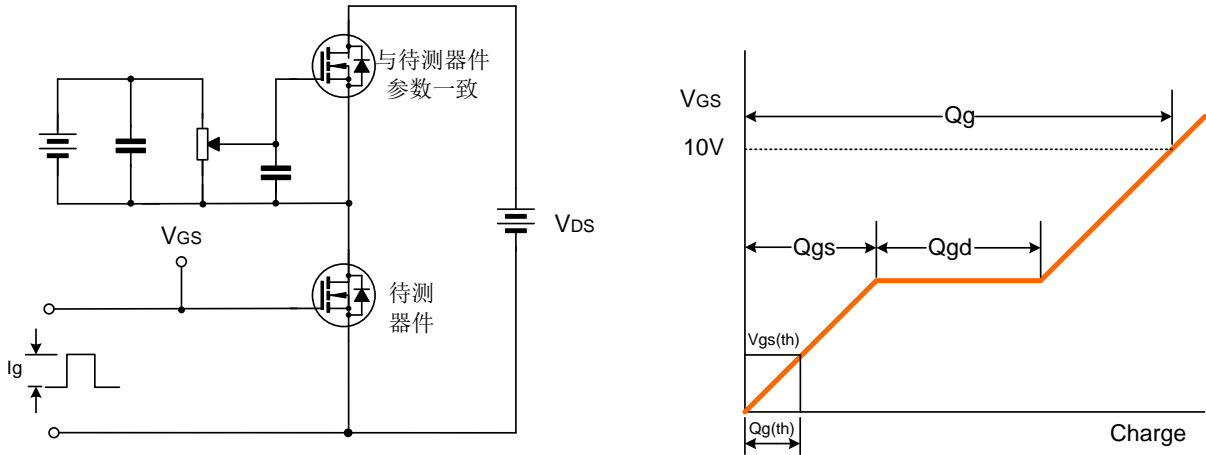 与待测器件
参数一致
VGS
VDS
待测
器件
Ig
VGS
Qg
10V
Qgs
Qgd
Vgs(th)
Qg(th)
Charge